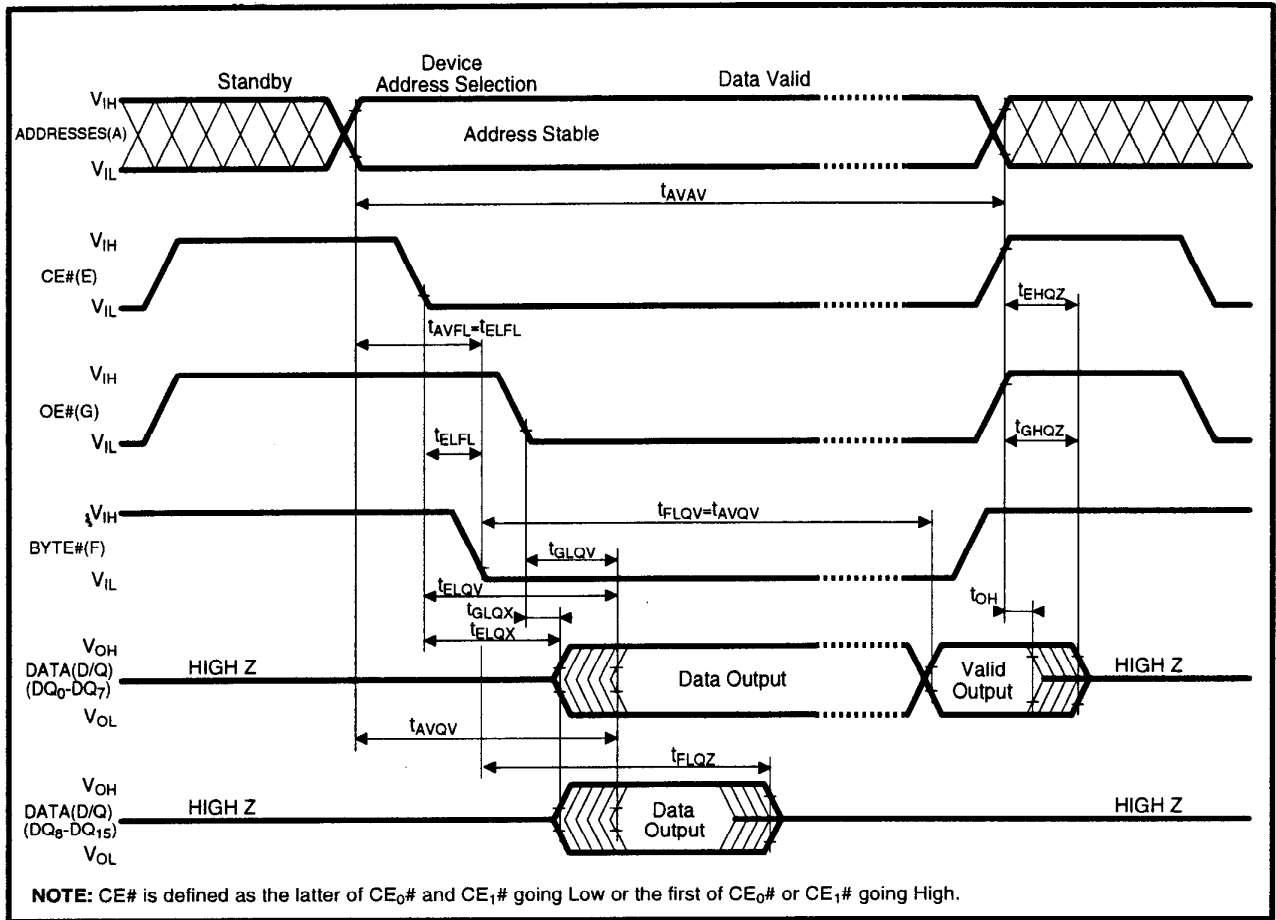 Standby
Device
Address Selection
Data Valid
VIH
ADDRESSES(A)
VIL
Address Stable
tAVAV
VIH
CE#(E)
VIL
tEHQZ
tAVFL=tELFL
VIH
OE#(G)
VIL
tELFL
tGHQZ
VIH
BYTE#(F)
VIL
tFLQV=tAVQV
tGLQV
tELQV
tGLQX
tELQX
tOH
VOH
DATA(D/Q)
(DQ0-DQ7)
VOL
HIGH Z
Data Output
Valid
Output
HIGH Z
tAVQV
tFLQZ
VOH
DATA(D/Q)
(DQ8-DQ15)
VOL
HIGH Z
Data
Output
HIGH Z
NOTE: CE# is defined as the latter of CE0# and CE1# going Low or the first of CE0# or CE1# going High.